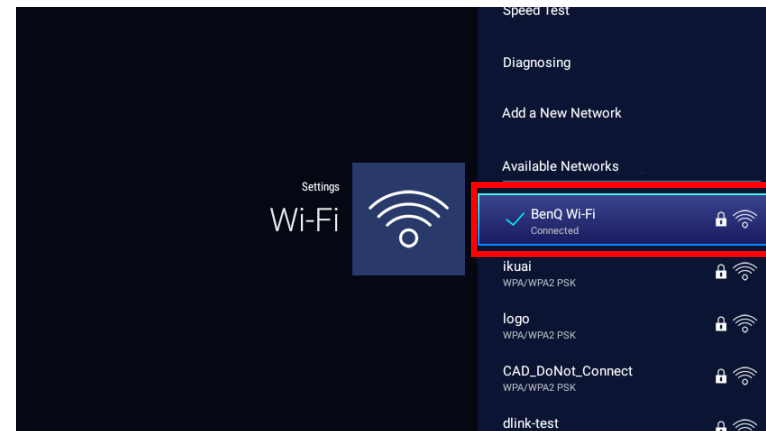 Speed Test
Diagnosing
Add a New Network
Available Networks
Settings
Wi-Fi
BenQ Wi-Fi
Connected
ikuai
WPA/WPA2 PSK
logo
WPA/WPA2 PSK
CAD_DoNot_Connect
WPA/WPA2 PSK
dlink-test